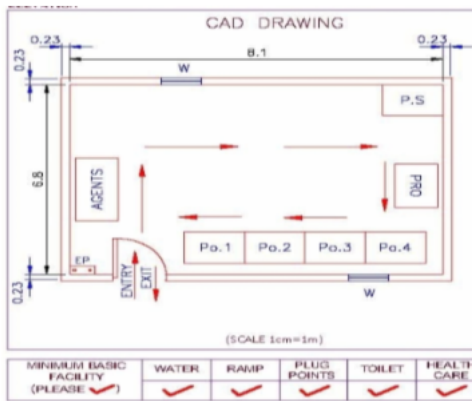 CAD DRAWING
0.23
8.1
0.23
0.23
W
P.S
6.8
AGENTS
PRO
Po.1 Po.2 Po.3 Po.4
EP
ENTRY
EXIT
0.23
W
(SCALE 1cm=1m)
MINIMUM BASIC FACILITY (PLEASE ✓) WATER RAMP PLUG POINTS TOILET HEALTH CARE
✓ ✓ ✓ ✓ ✓